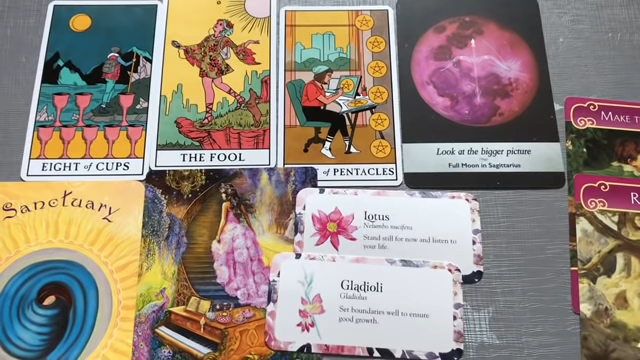 EIGHT of CUPS
THE FOOL
of PENTACLES
Look at the bigger picture
Full Moon in Sagittarius
MAKE T
R
Sanctuary
Lotus
Nelumbo nucifera
Stand still for now and listen to
your life.
Gladioli
Gladiolus
Set boundaries well to ensure
good growth.